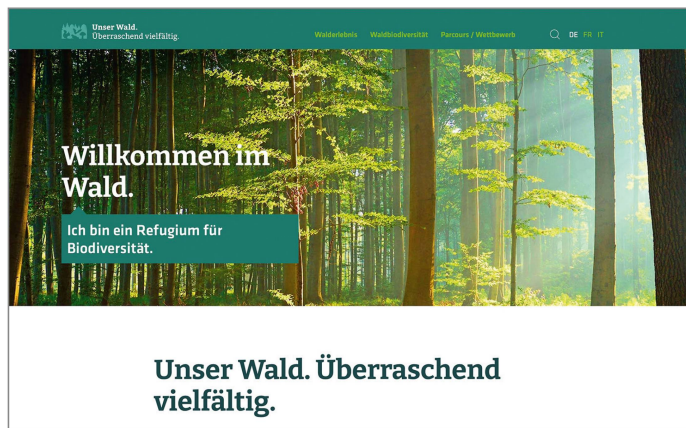 Unser Wald.
Überraschend vielfältig.
Walderlebnis Waldbiodiversität Parcours / Wettbewerb DE FR IT
Willkommen im
Wald.
Ich bin ein Refugium für
Biodiversität.
Unser Wald. Überraschend
vielfältig.